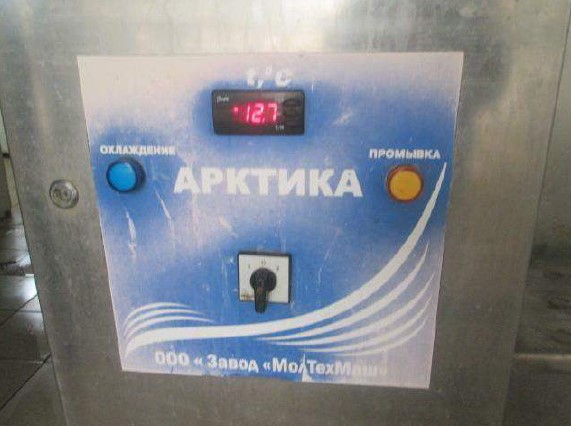 t,°c
12.7
ОХЛАЖДЕНИЕ
ПРОМЫВКА
АРКТИКА
ООО « Завод «МолТехМаш»